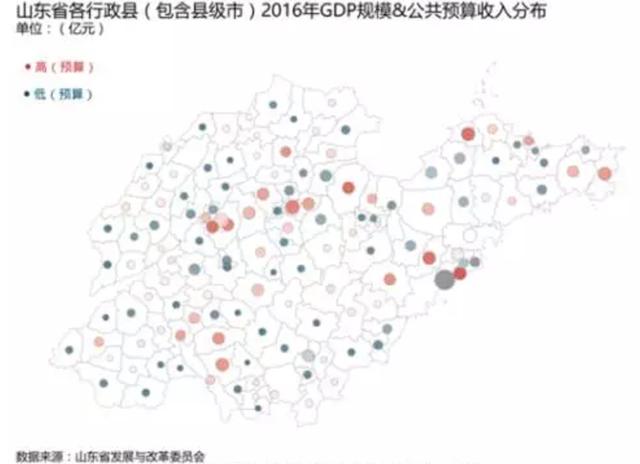 山东省各行政县（包含县级市）2016年GDP规模&公共预算收入分布
单位：（亿元）
高（预算）
低（预算）
数据来源：山东省发展与改革委员会